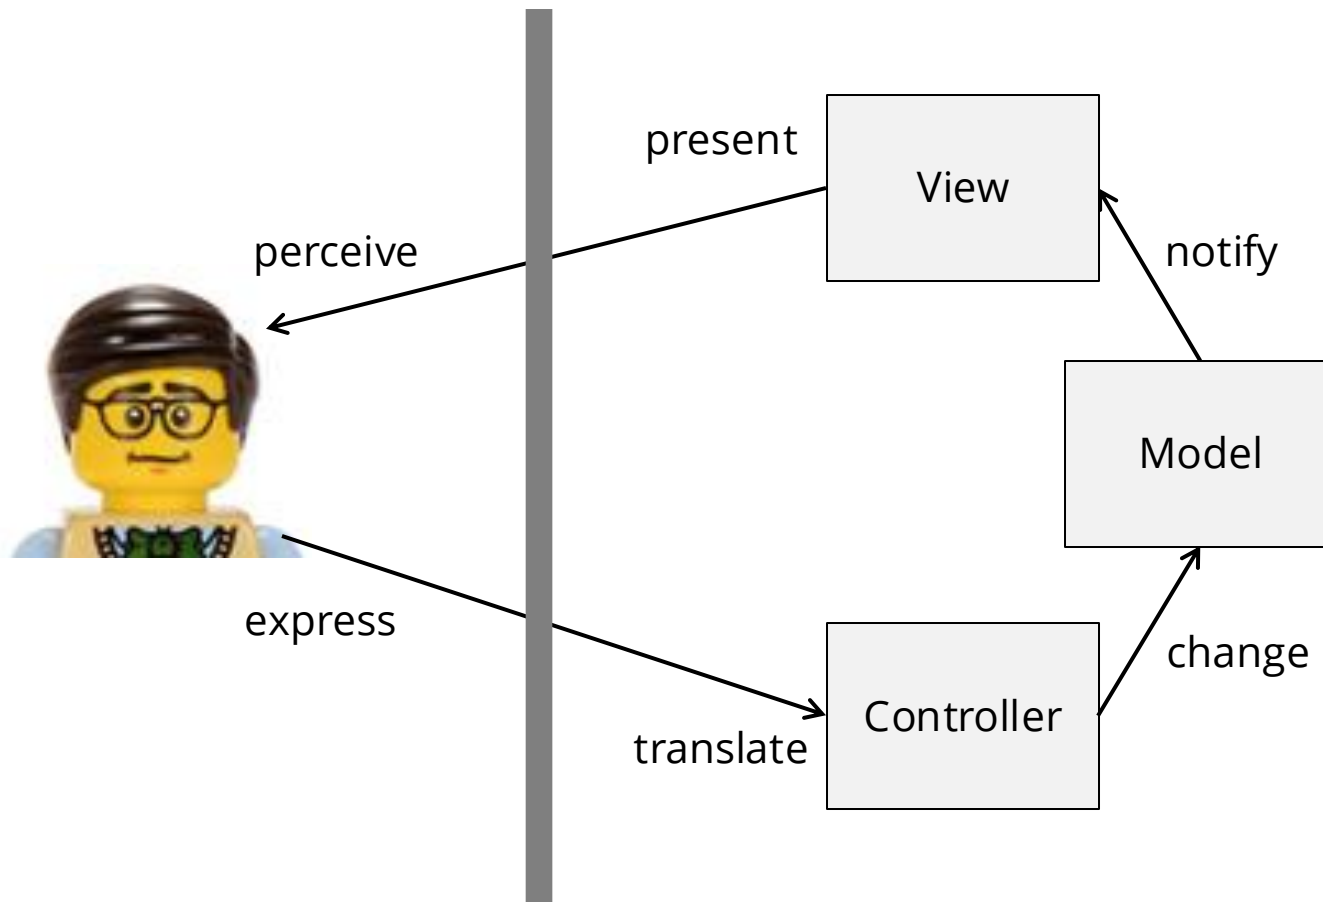 present
View
perceive
notify
Model
express
change
Controller
translate